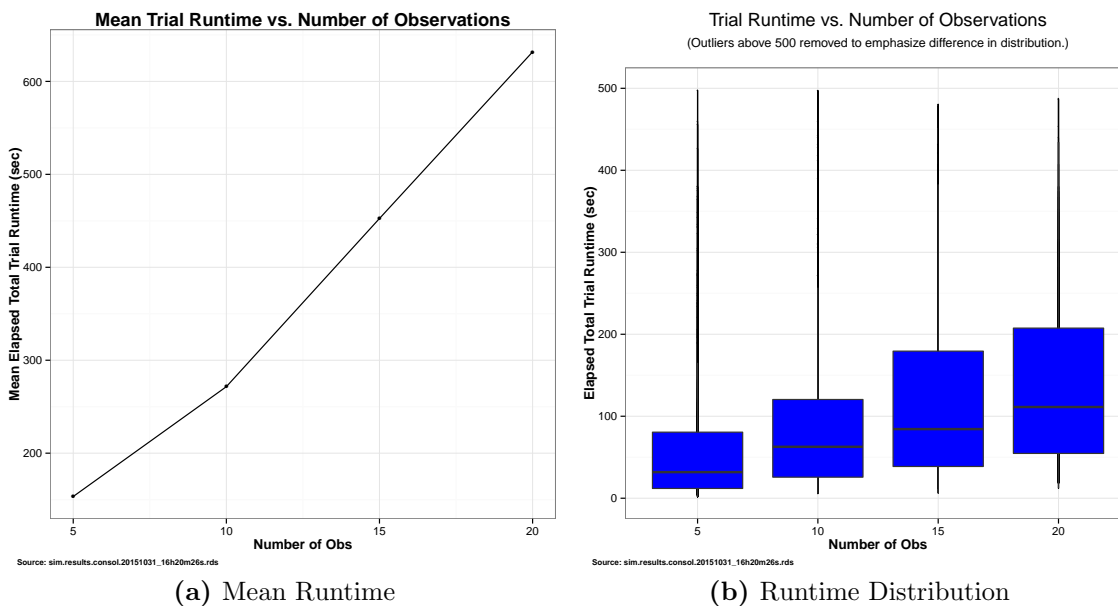 Mean Trial Runtime vs. Number of Observations
Mean Elapsed Total Trial Runtime (sec)
600
500
400
300
200
5
10
15
20
Number of Obs
Source: sim.results.consol.20151031_16h20m26s.rds
(a) Mean Runtime
Trial Runtime vs. Number of Observations
(Outliers above 500 removed to emphasize difference in distribution.)
Elapsed Total Trial Runtime (sec)
500
400
300
200
100
0
5
10
15
20
Number of Obs
Source: sim.results.consol.20151031_16h20m26s.rds
(b) Runtime Distribution